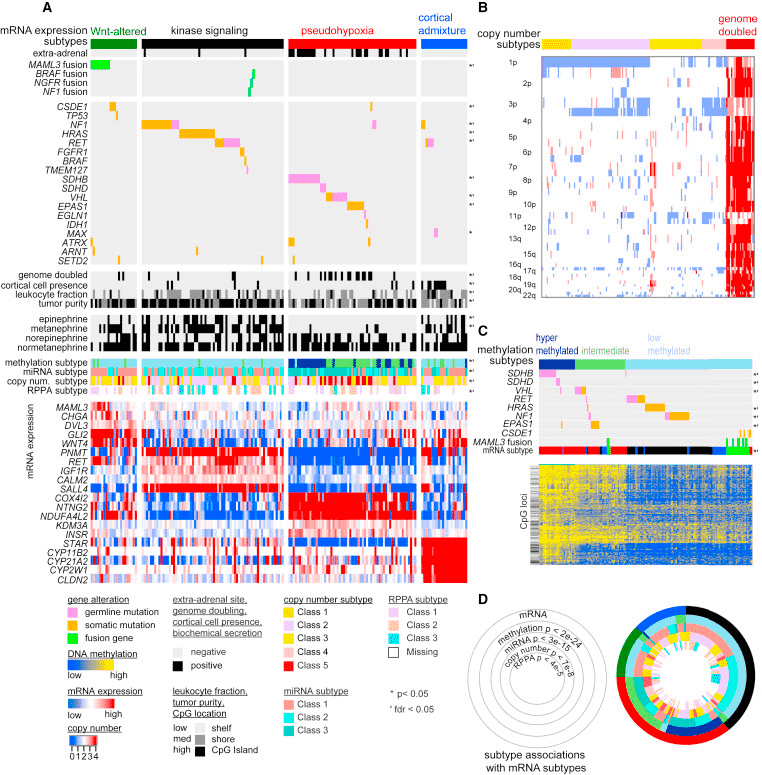 A
mRNA expression subtypes
Wnt-altered
kinase signaling
pseudohypoxia
cortical admixture
extra-adrenal
MAML3 fusion
BRAF fusion
NGFR fusion
NF1 fusion
CSDE1
TP53
NF1
HRAS
RET
FGFR1
BRAF
TMEM127
SDHB
SDHD
VHL
EPAS1
EGLN1
IDH1
MAX
ATRX
ARNT
SETD2
genome doubled
cortical cell presence
leukocyte fraction
tumor purity
epinephrine
metanephrine
norepinephrine
normetanephrine
methylation subtype
miRNA subtype
copy num. subtype
RPPA subtype
mRNA expression
MAML3
CHGA
DVL3
GLI2
WNT4
PNMT
RET
IGF1R
CALM2
SALL4
COX4I2
NTNG2
NDUFA4L2
KDM3A
INSR
STAR
CYP11B2
CYP21A2
CYP2W1
CLDN2
gene alteration
germline mutation
somatic mutation
fusion gene
DNA methylation
low high
mRNA expression
low high
copy number
01234
extra-adrenal site,
genome doubling,
cortical cell presence,
biochemical secretion
negative
positive
leukocyte fraction,
tumor purity,
CpG location
low shelf
med shore
high CpG Island
copy number subtype
Class 1
Class 2
Class 3
Class 4
Class 5
miRNA subtype
Class 1
Class 2
Class 3
RPPA subtype
Class 1
Class 2
Class 3
Missing
* p< 0.05
' fdr < 0.05
B
copy number subtypes
genome doubled
1p
2p
3p
4p
5p
6p
7p
8p
9p
10p
11p
12p
13q
15q
16p
17q
18q
19q
20q
22q
C
methylation subtypes
hyper methylated
intermediate
low methylated
SDHB
SDHD
VHL
RET
HRAS
NF1
EPAS1
CSDE1
MAML3 fusion
mRNA subtype
CpG loci
D
mRNA
methylation p < 2e-24
miRNA p < 3e-15
copy number p < 7e-8
RPPA p < 4e-5
subtype associations
with mRNA subtypes